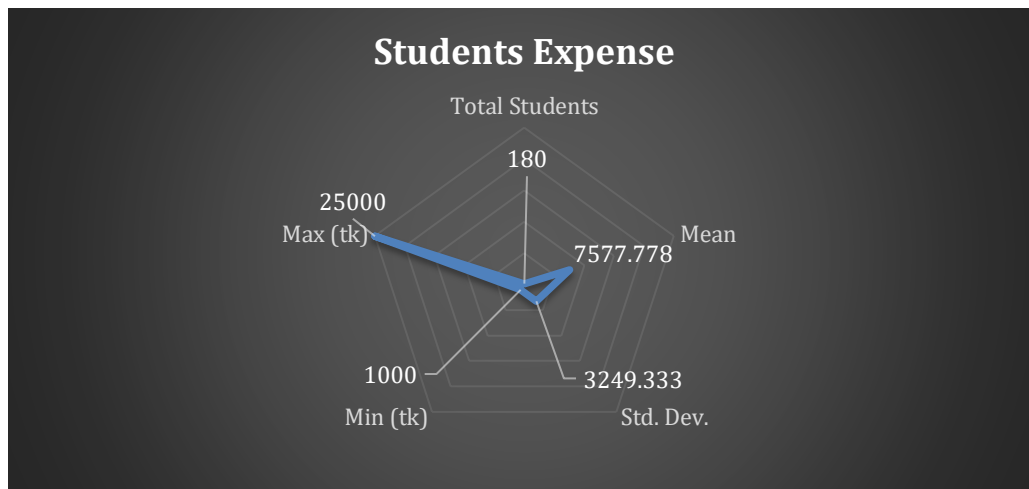 Students Expense
Total Students
180
25000
Max (tk)
Mean
7577.778
1000
3249.333
Min (tk)
Std. Dev.